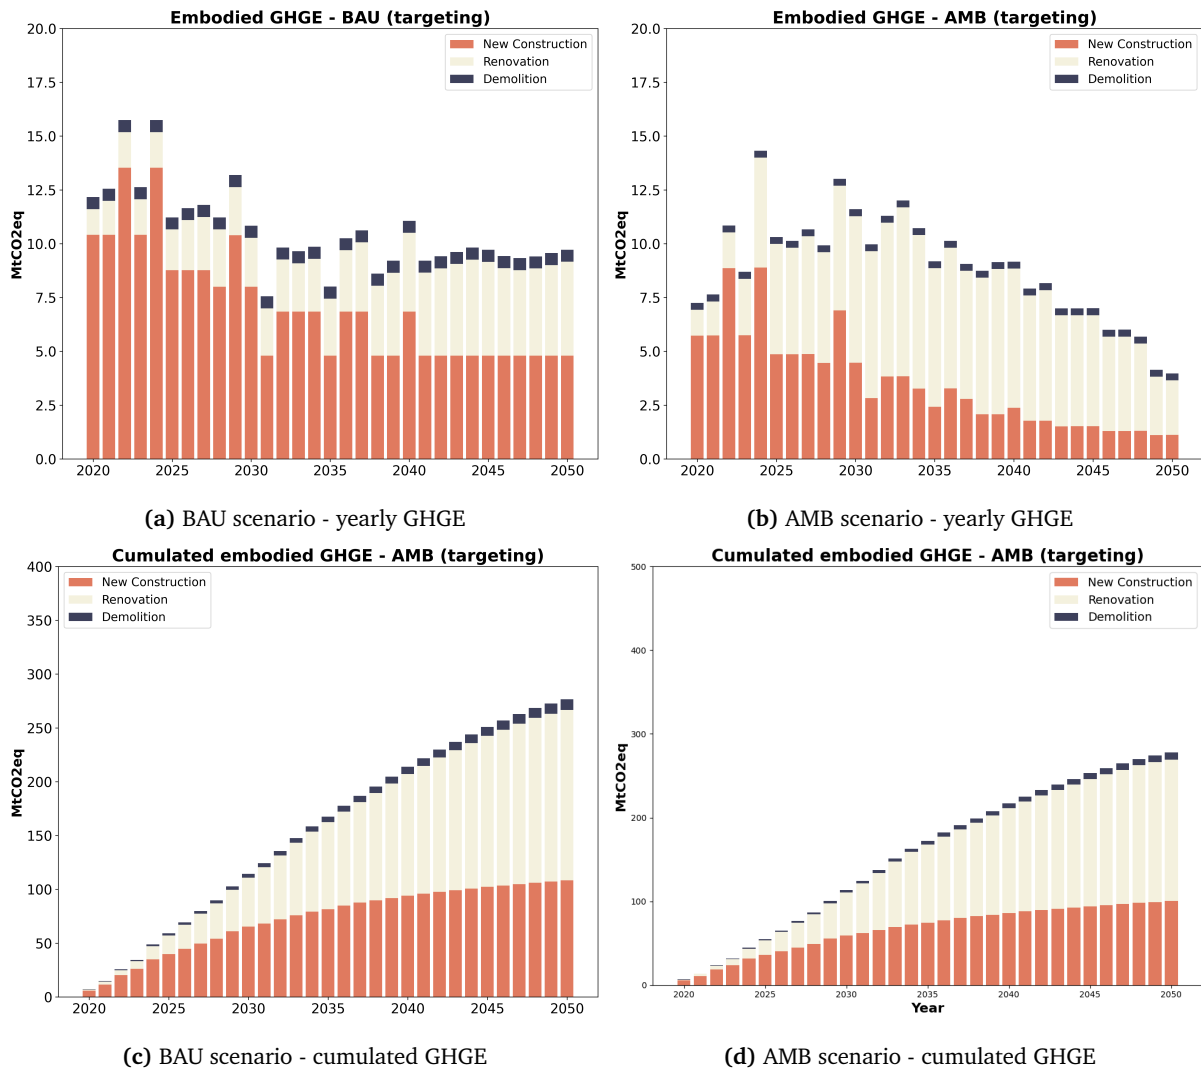 Embodied GHGE - BAU (targeting)
20.0
17.5
15.0
12.5
10.0
7.5
5.0
2.5
0.0
MtCO2eq
New Construction
Renovation
Demolition
2020 2025 2030 2035 2040 2045 2050
(a) BAU scenario - yearly GHGE
Embodied GHGE - AMB (targeting)
20.0
17.5
15.0
12.5
10.0
7.5
5.0
2.5
0.0
MtCO2eq
New Construction
Renovation
Demolition
2020 2025 2030 2035 2040 2045 2050
(b) AMB scenario - yearly GHGE
Cumulated embodied GHGE - AMB (targeting)
400
350
300
250
200
150
100
50
0
MtCO2eq
New Construction
Renovation
Demolition
2020 2025 2030 2035 2040 2045 2050
(c) BAU scenario - cumulated GHGE
Cumulated embodied GHGE - AMB (targeting)
500
400
300
200
100
0
MtCO2eq
New Construction
Renovation
Demolition
2020 2025 2030 2035 2040 2045 2050
Year
(d) AMB scenario - cumulated GHGE